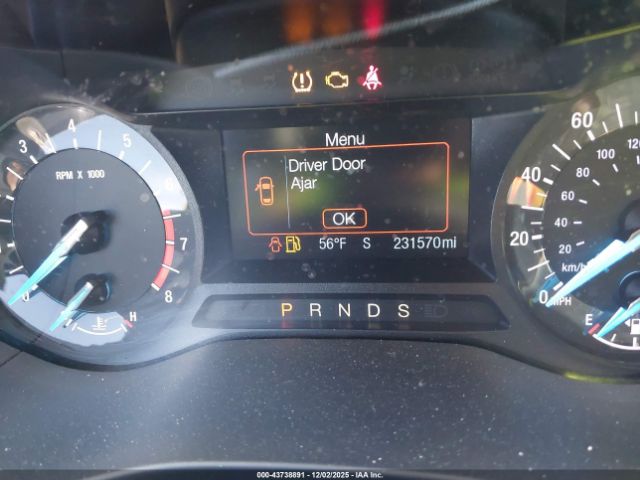 Menu
Driver Door
Ajar
OK
56°F S 231570mi
P R N D S
3 4 5 6 7 8
RPM X 1000
0
H
60
40
20
0
MPH
120
100
80
60
40
20
km/h
E
000-43738891 - 12/02/2025 - IAA Inc.